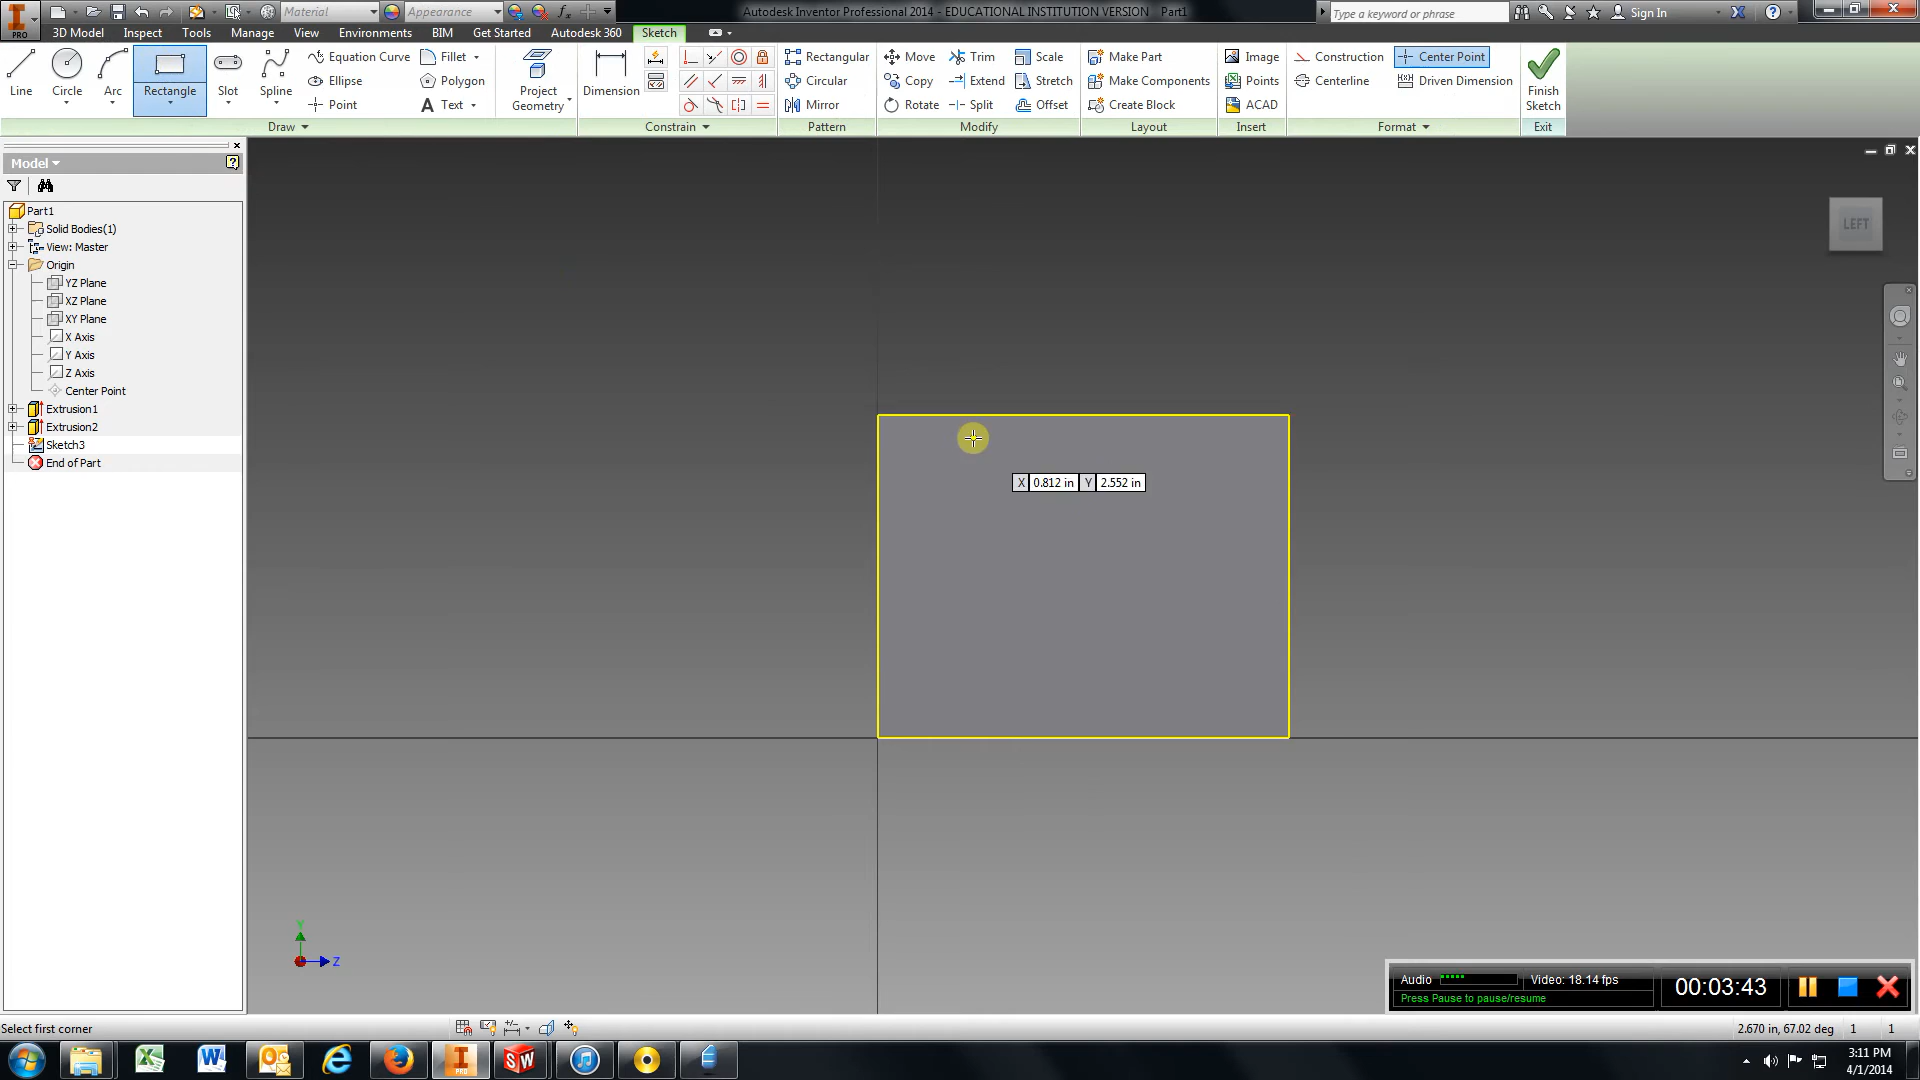 Material
Appearance
Autodesk Inventor Professional 2014 - EDUCATIONAL INSTITUTION VERSION Part1
Type a keyword or phrase
Sign In
PRO
3D Model
Inspect
Tools
Manage
View
Environments
BIM
Get Started
Autodesk 360
Sketch
Line
Circle
Arc
Rectangle
Slot
Spline
Equation Curve
Ellipse
Point
Fillet
Polygon
Text
Project
Geometry
Dimension
Rectangular
Circular
Mirror
Move
Copy
Rotate
Trim
Extend
Split
Scale
Stretch
Offset
Make Part
Make Components
Create Block
Image
Points
ACAD
Construction
Centerline
Center Point
Driven Dimension
Finish
Sketch
Draw
Constrain
Pattern
Modify
Layout
Insert
Format
Exit
Model
Part1
Solid Bodies(1)
View: Master
Origin
YZ Plane
XZ Plane
XY Plane
X Axis
Y Axis
Z Axis
Center Point
Extrusion1
Extrusion2
Sketch3
End of Part
LEFT
X 0.812 in Y 2.552 in
Y
Z
Audio
Video: 18.14 fps
Press Pause to pause/resume
00:03:43
Select first corner
2.670 in, 67.02 deg 1 1
PRO
3:11 PM
4/1/2014